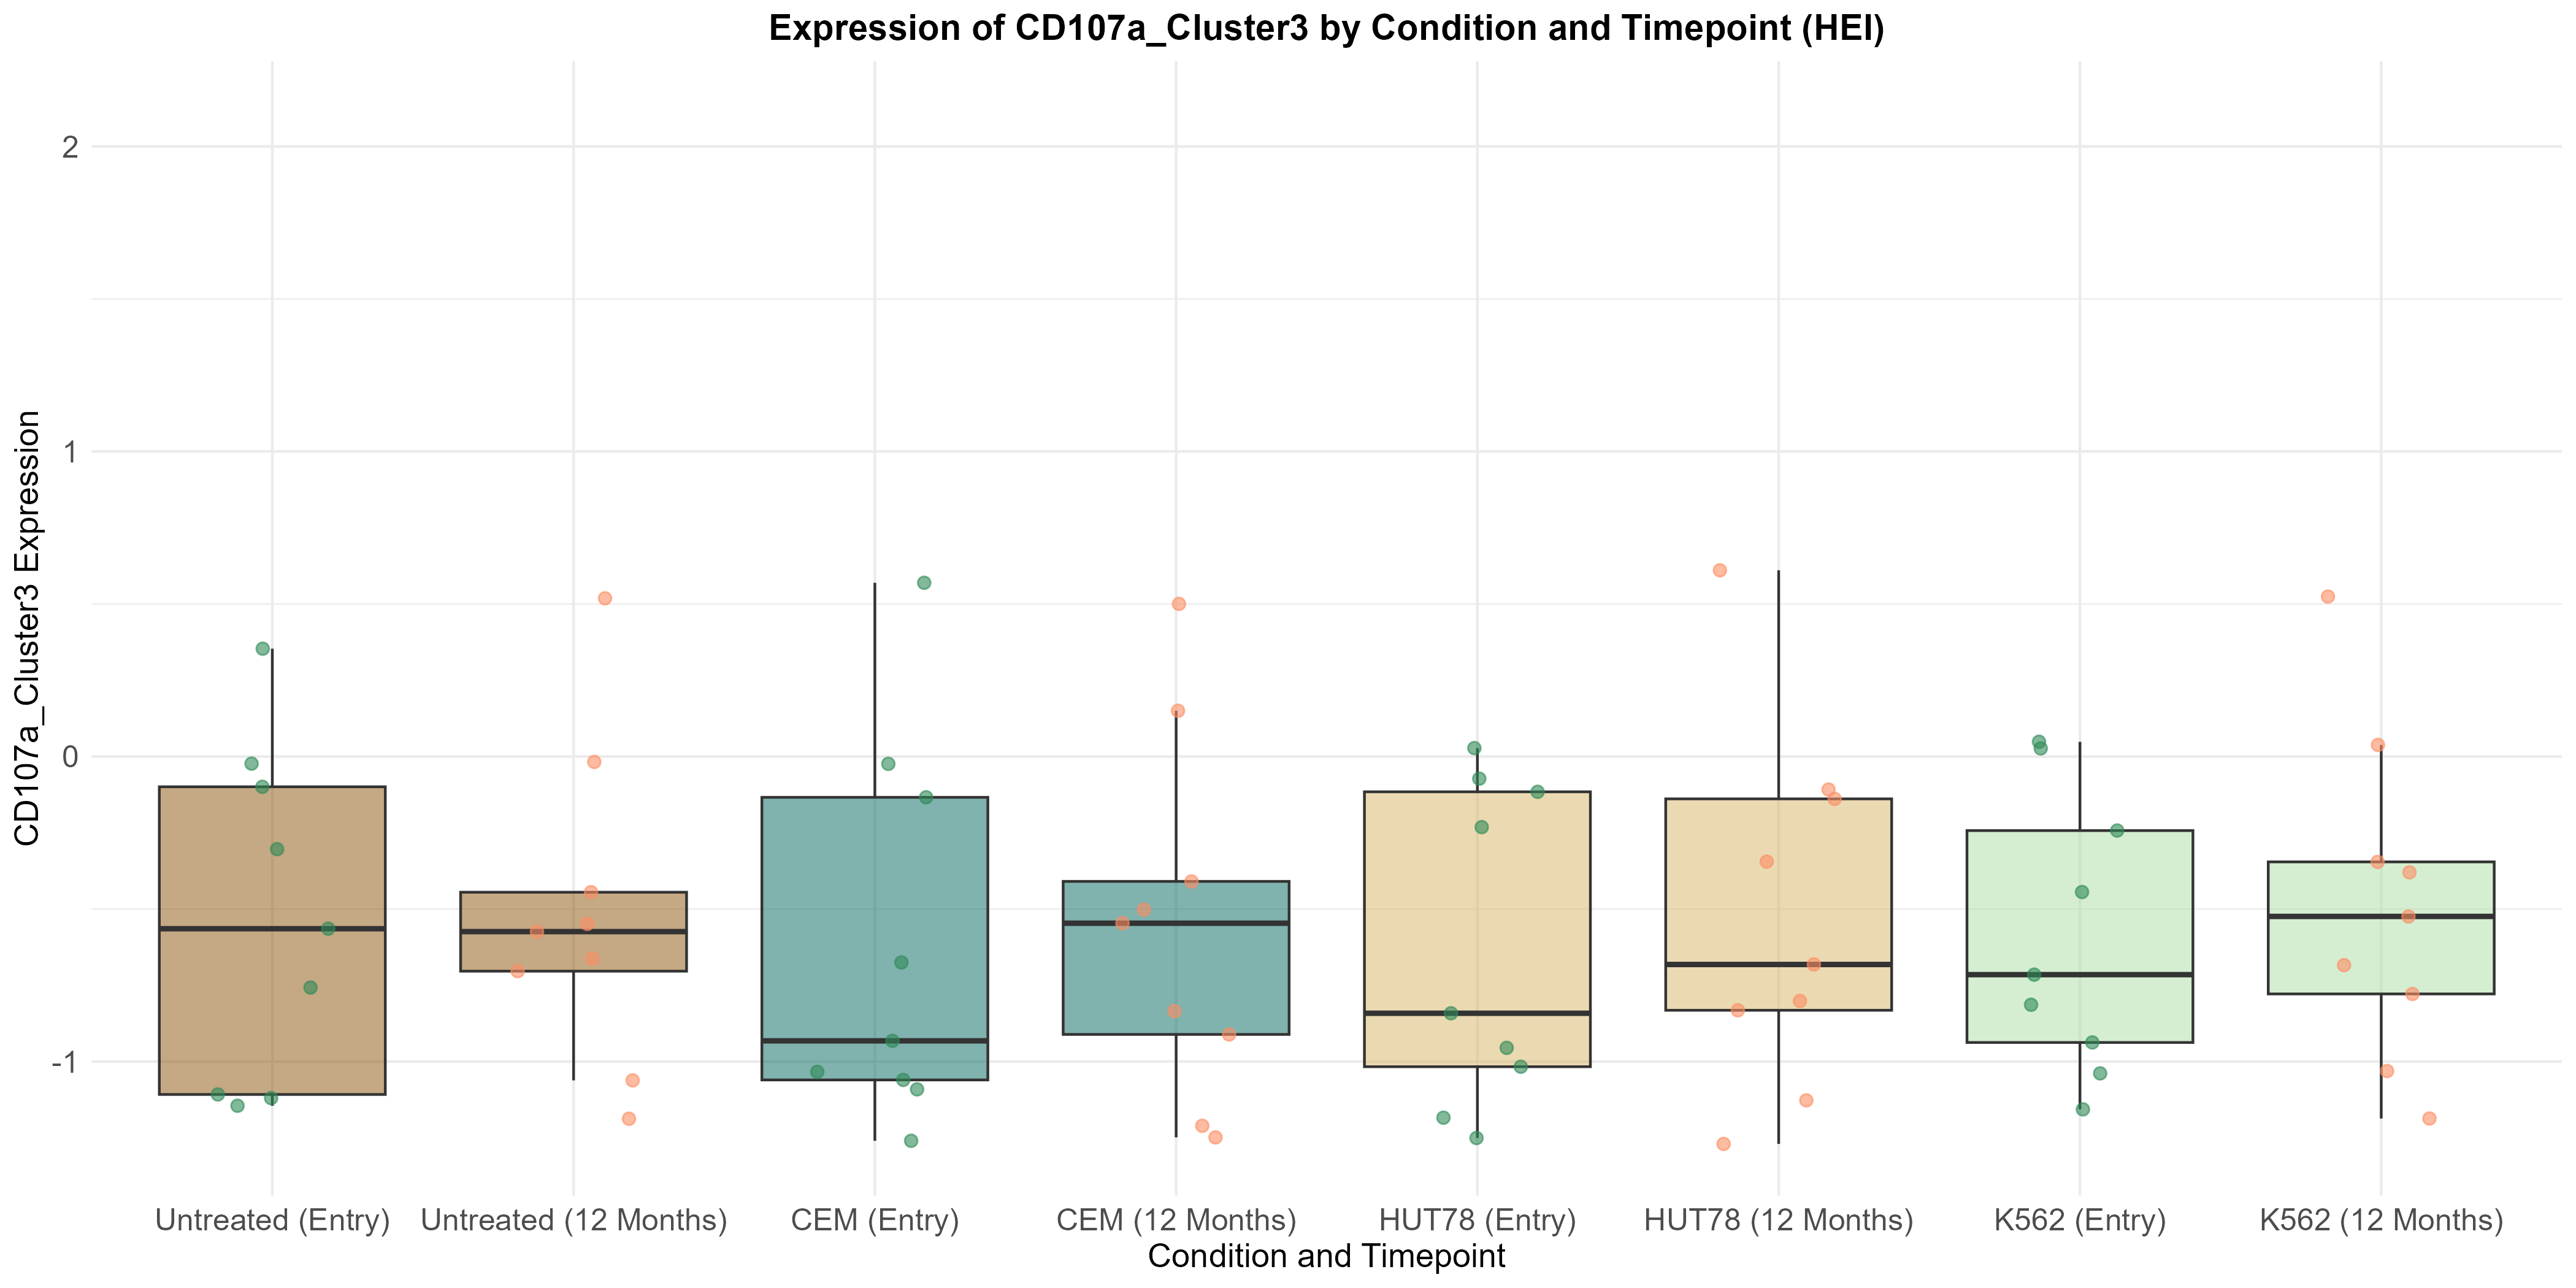 Expression of CD107a_Cluster3 by Condition and Timepoint (HEI)
CD107a_Cluster3 Expression
2
1
0
-1
Untreated (Entry)
Untreated (12 Months)
CEM (Entry)
CEM (12 Months)
HUT78 (Entry)
HUT78 (12 Months)
K562 (Entry)
K562 (12 Months)
Condition and Timepoint